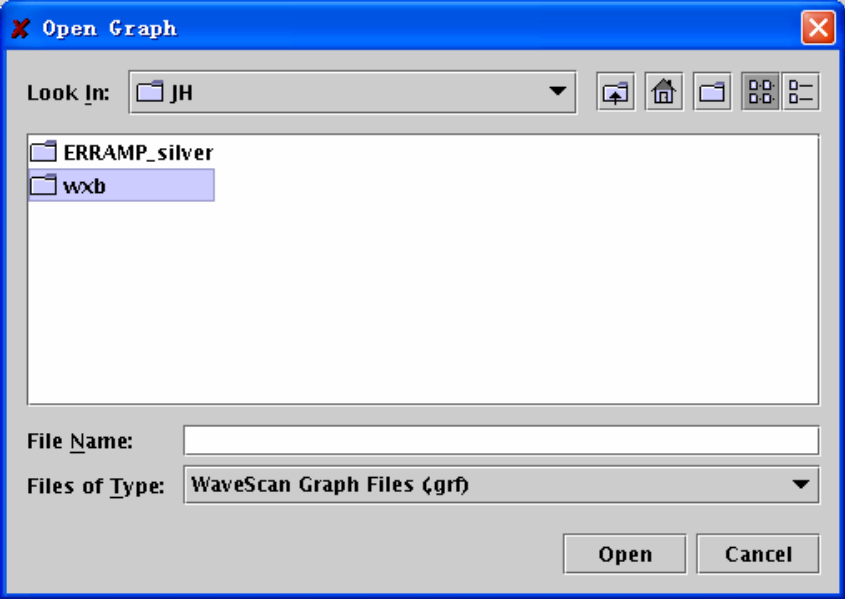 Open Graph
Look In: JH
ERRAMP_silver
wxb
File Name:
Files of Type: WaveScan Graph Files (.grf)
Open Cancel